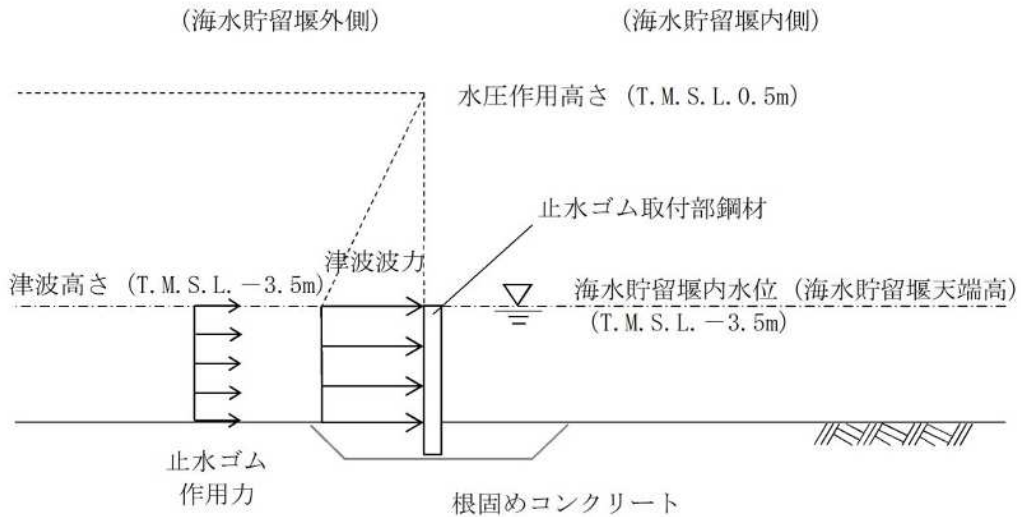 (海水貯留堰外側)
(海水貯留堰内側)
水圧作用高さ (T.M.S.L.0.5m)
止水ゴム取付部鋼材
津波波力
津波高さ (T.M.S.L.－3.5m)
海水貯留堰内水位 (海水貯留堰天端高)
(T.M.S.L.－3.5m)
止水ゴム
作用力
根固めコンクリート